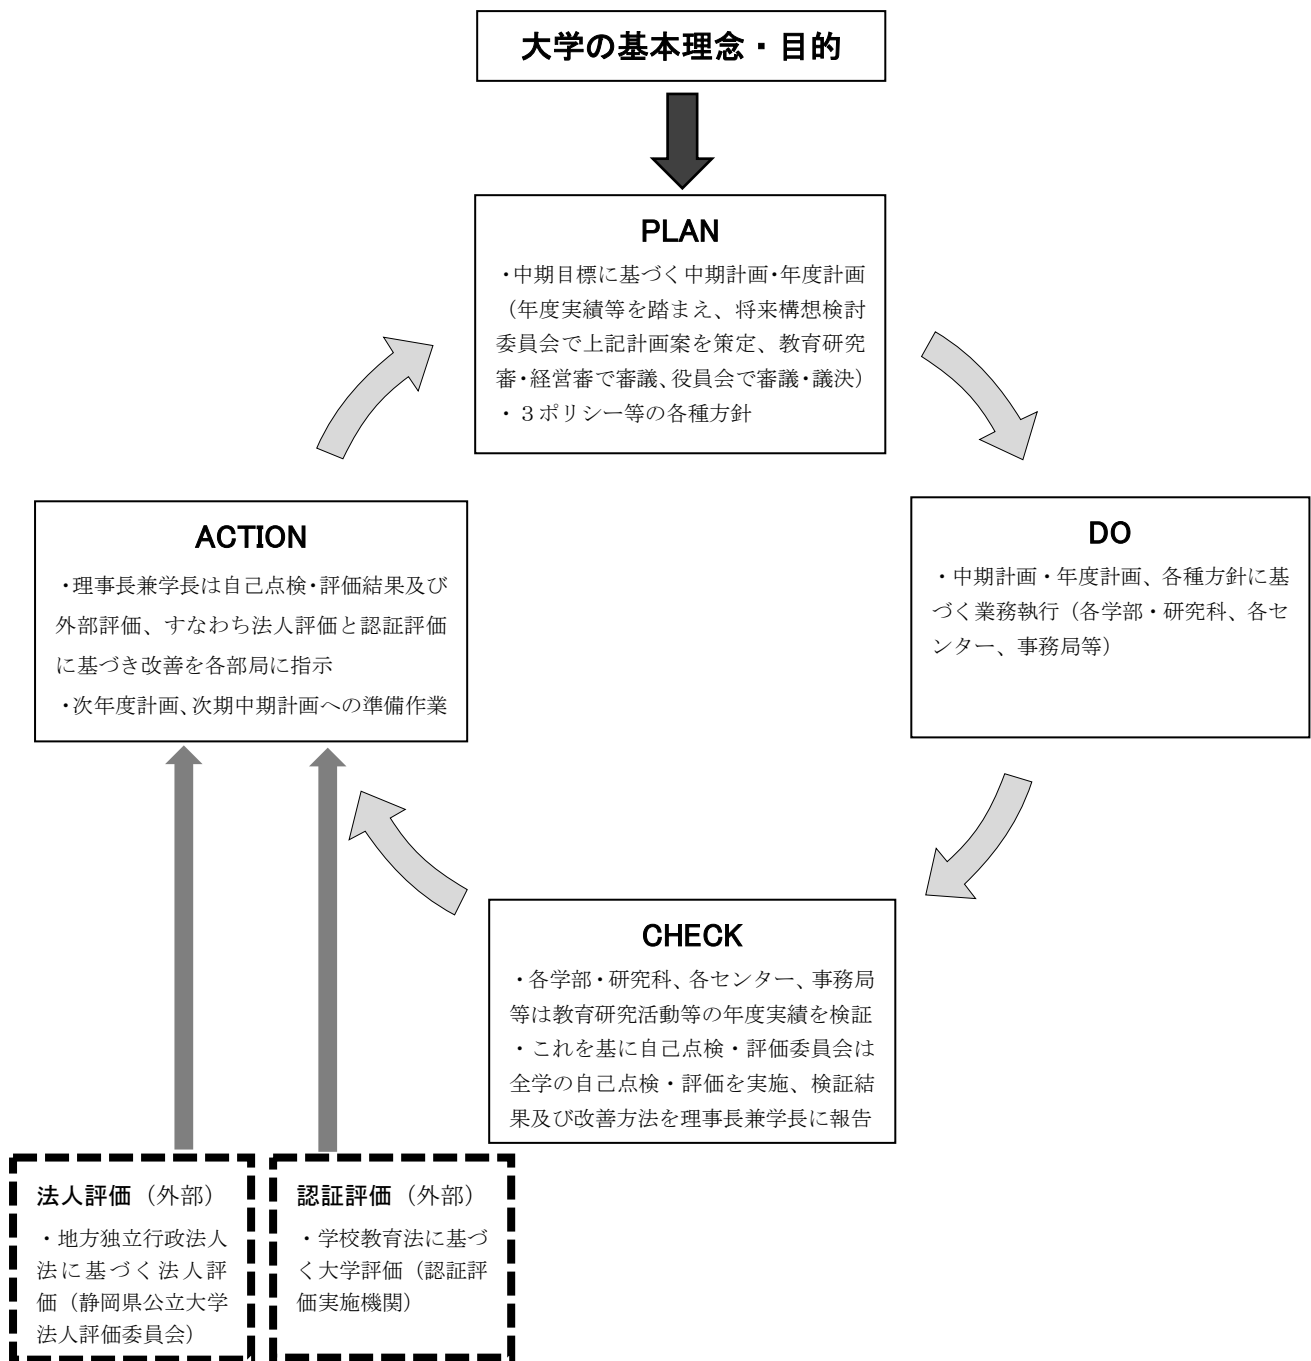 大学の基本理念・目的
PLAN
・中期目標に基づく中期計画・年度計画
（年度実績等を踏まえ、将来構想検討
委員会で上記計画案を策定、教育研究
審・経営審で審議、役員会で審議・議決）
・３ポリシー等の各種方針
ACTION
・理事長兼学長は自己点検・評価結果及び
外部評価、すなわち法人評価と認証評価
に基づき改善を各部局に指示
・次年度計画、次期中期計画への準備作業
DO
・中期計画・年度計画、各種方針に基
づく業務執行（各学部・研究科、各セ
ンター、事務局等）
CHECK
・各学部・研究科、各センター、事務局
等は教育研究活動等の年度実績を検証
・これを基に自己点検・評価委員会は
全学の自己点検・評価を実施、検証結
果及び改善方法を理事長兼学長に報告
法人評価（外部）
・地方独立行政法人
法に基づく法人評
価（静岡県公立大学
法人評価委員会）
認証評価（外部）
・学校教育法に基づ
く大学評価（認証評
価実施機関）